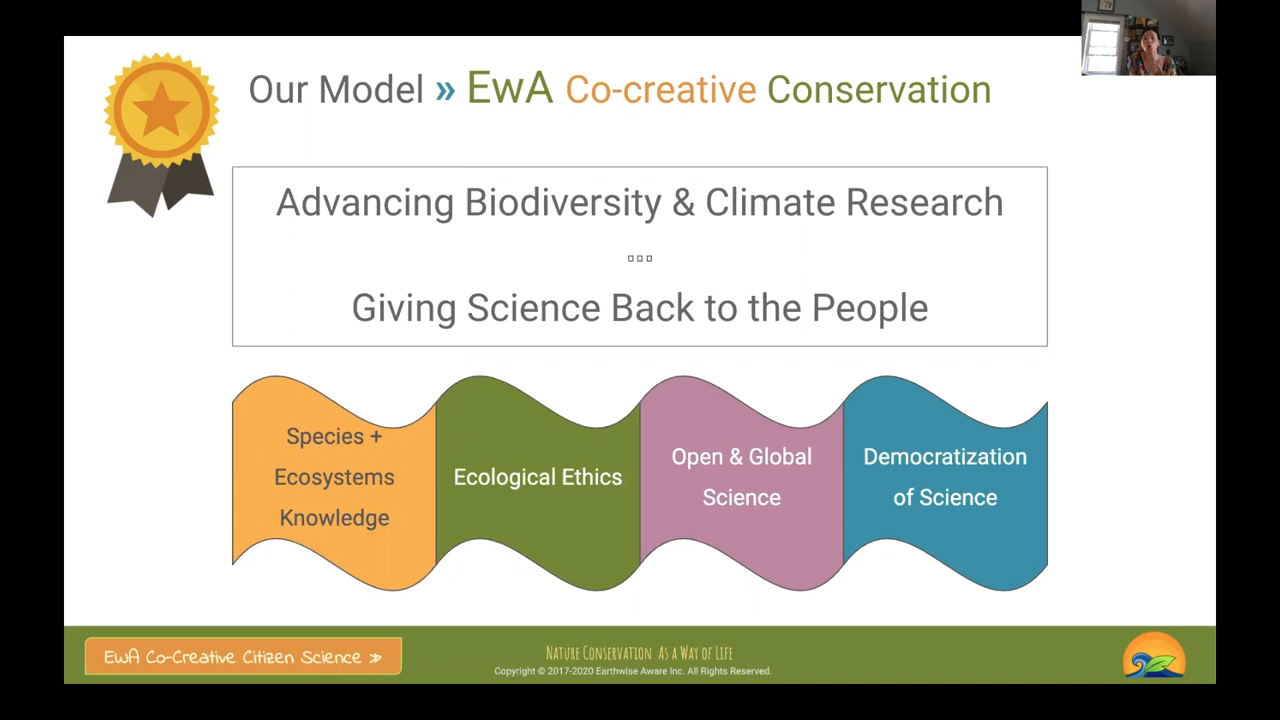 Our Model » EwA Co-creative Conservation
Advancing Biodiversity & Climate Research
Giving Science Back to the People
Species +
Ecosystems
Knowledge
Ecological Ethics
Open & Global
Science
Democratization
of Science
EwA Co-Creative Citizen Science »
Nature Conservation As a Way of Life
Copyright © 2017-2020 Earthwise Aware Inc. All Rights Reserved.